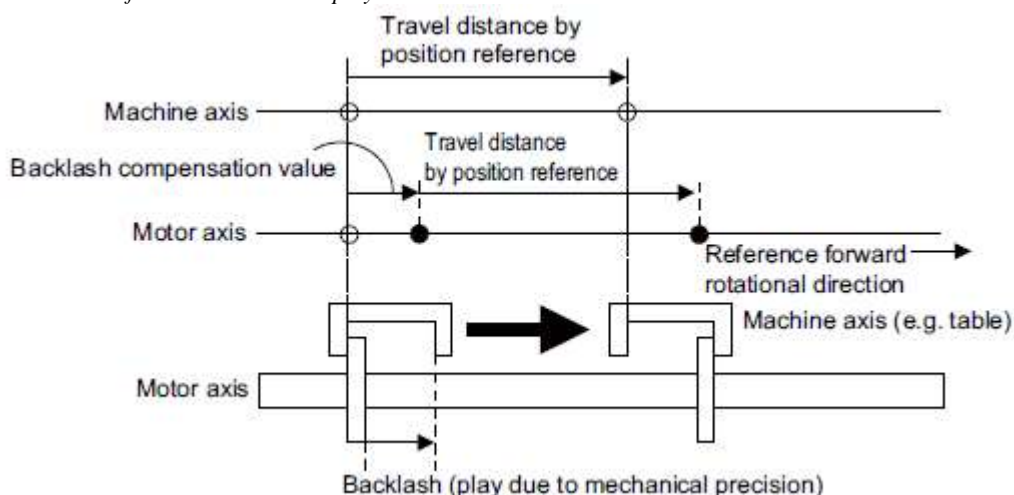 Travel distance by
position reference
Machine axis
Travel distance
by position reference
Backlash compensation value
Motor axis
Reference forward
rotational direction
Machine axis (e.g. table)
Motor axis
Backlash (play due to mechanical precision)